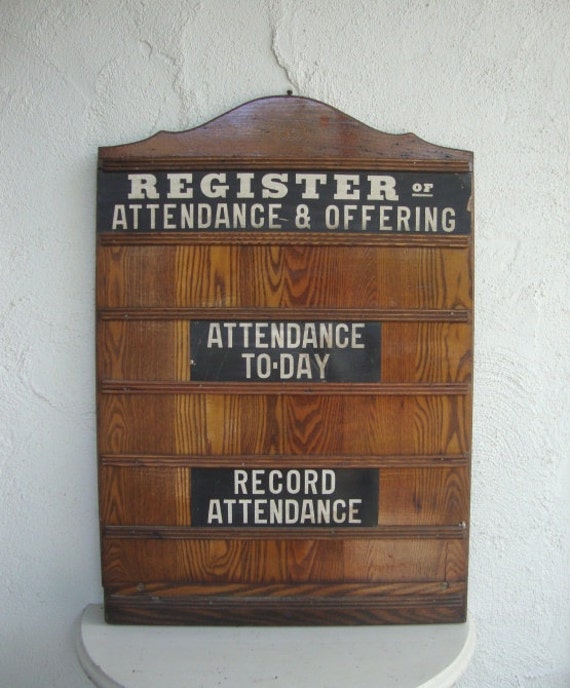 REGISTER OF
ATTENDANCE & OFFERING
ATTENDANCE
TO-DAY
RECORD
ATTENDANCE